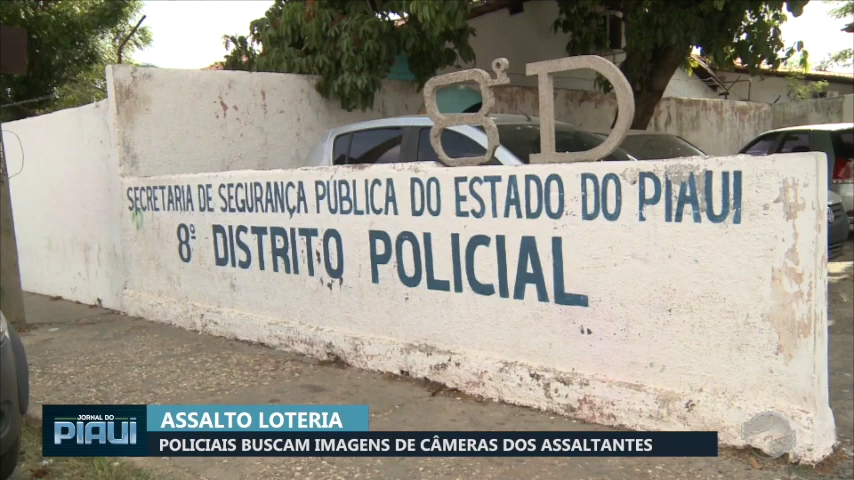 8º D
SECRETARIA DE SEGURANÇA PÚBLICA DO ESTADO DO PIAUI
8º DISTRITO POLICIAL
JORNAL DO
PIAUÍ
ASSALTO LOTERIA
POLICIAIS BUSCAM IMAGENS DE CÂMERAS DOS ASSALTANTES